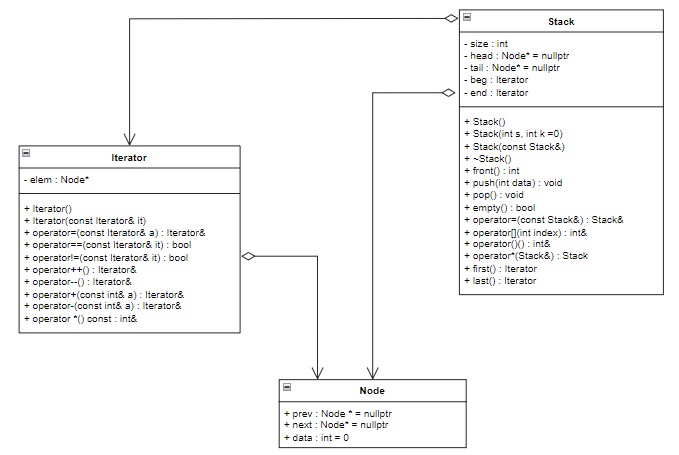 Stack
- size : int
- head : Node* = nullptr
- tail : Node* = nullptr
- beg : Iterator
- end : Iterator
+ Stack()
+ Stack(int s, int k =0)
+ Stack(const Stack&)
+ ~Stack()
+ front() : int
+ push(int data) : void
+ pop() : void
+ empty() : bool
+ operator=(const Stack&) : Stack&
+ operator[](int index) : int&
+ operator()() : int&
+ operator*(Stack&) : Stack
+ first() : Iterator
+ last() : Iterator
Iterator
- elem : Node*
+ Iterator()
+ Iterator(const Iterator& it)
+ operator=(const Iterator& a) : Iterator&
+ operator==(const Iterator& it) : bool
+ operator!=(const Iterator& it) : bool
+ operator++() : Iterator&
+ operator--() : Iterator&
+ operator+(const int& a) : Iterator&
+ operator-(const int& a) : Iterator&
+ operator *() const : int&
Node
+ prev : Node * = nullptr
+ next : Node* = nullptr
+ data : int = 0